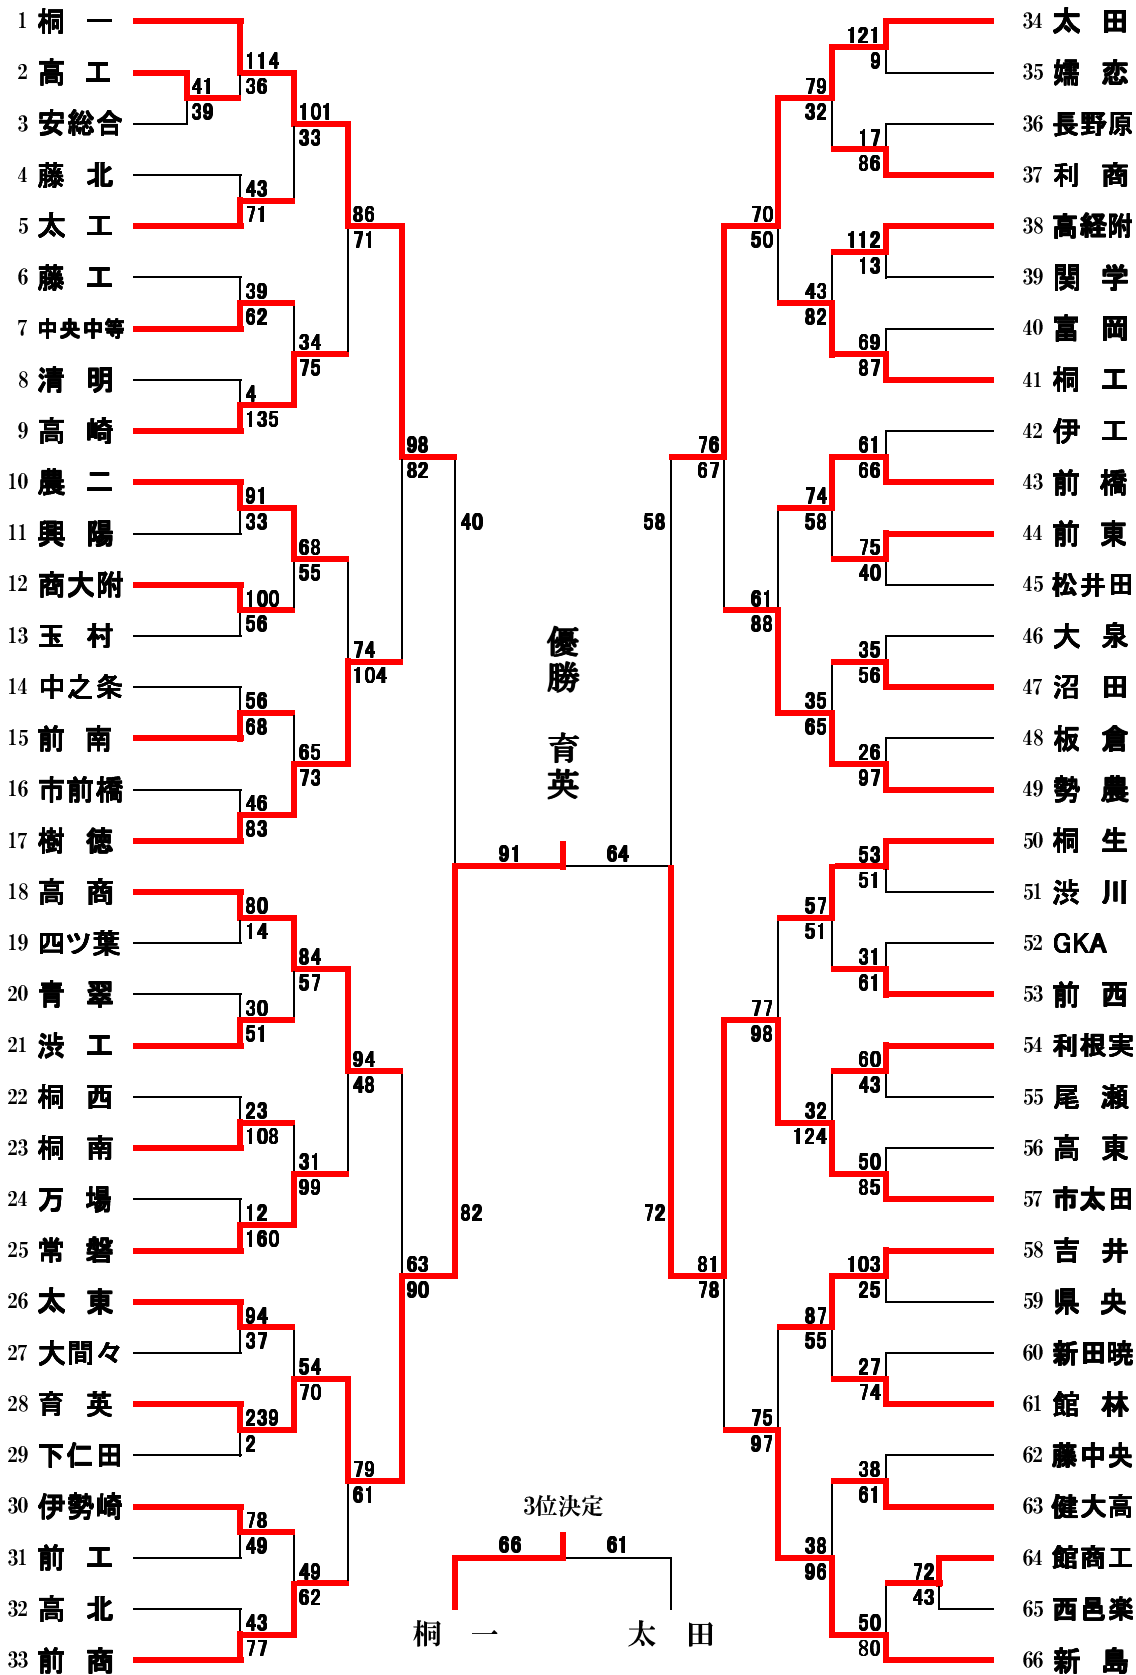 1 桐一
2 高工
3 安総合
4 藤北
5 太工
6 藤工
7 中央中等
8 清明
9 高崎
10 農二
11 興陽
12 商大附
13 玉村
14 中之条
15 前南
16 市前橋
17 樹徳
18 高商
19 四ツ葉
20 青翠
21 渋工
22 桐西
23 桐南
24 万場
25 常磐
26 太東
27 大間々
28 育英
29 下仁田
30 伊勢崎
31 前工
32 高北
33 前商
41
39
114
36
43
71
39
62
4
135
91
33
100
56
56
68
46
83
80
14
30
51
23
108
12
160
94
37
239
2
78
49
43
77
101
33
34
75
68
55
65
73
84
57
31
99
54
70
49
62
86
71
74
104
94
48
79
61
98
82
63
90
40
82
優勝 育英
91
64
58
72
76
67
81
78
70
50
61
88
77
98
75
97
79
32
43
82
74
58
35
65
57
51
32
124
87
55
38
96
121
9
17
86
112
13
69
87
61
66
75
40
35
56
26
97
53
51
31
61
60
43
50
85
103
25
27
74
38
61
50
80
72
43
34 太田
35 嬬恋
36 長野原
37 利商
38 高経附
39 関学
40 富岡
41 桐工
42 伊工
43 前橋
44 前東
45 松井田
46 大泉
47 沼田
48 板倉
49 勢農
50 桐生
51 渋川
52 GKA
53 前西
54 利根実
55 尾瀬
56 高東
57 市太田
58 吉井
59 県央
60 新田暁
61 館林
62 藤中央
63 健大高
64 館商工
65 西邑楽
66 新島
3位決定
66
61
桐一
太田